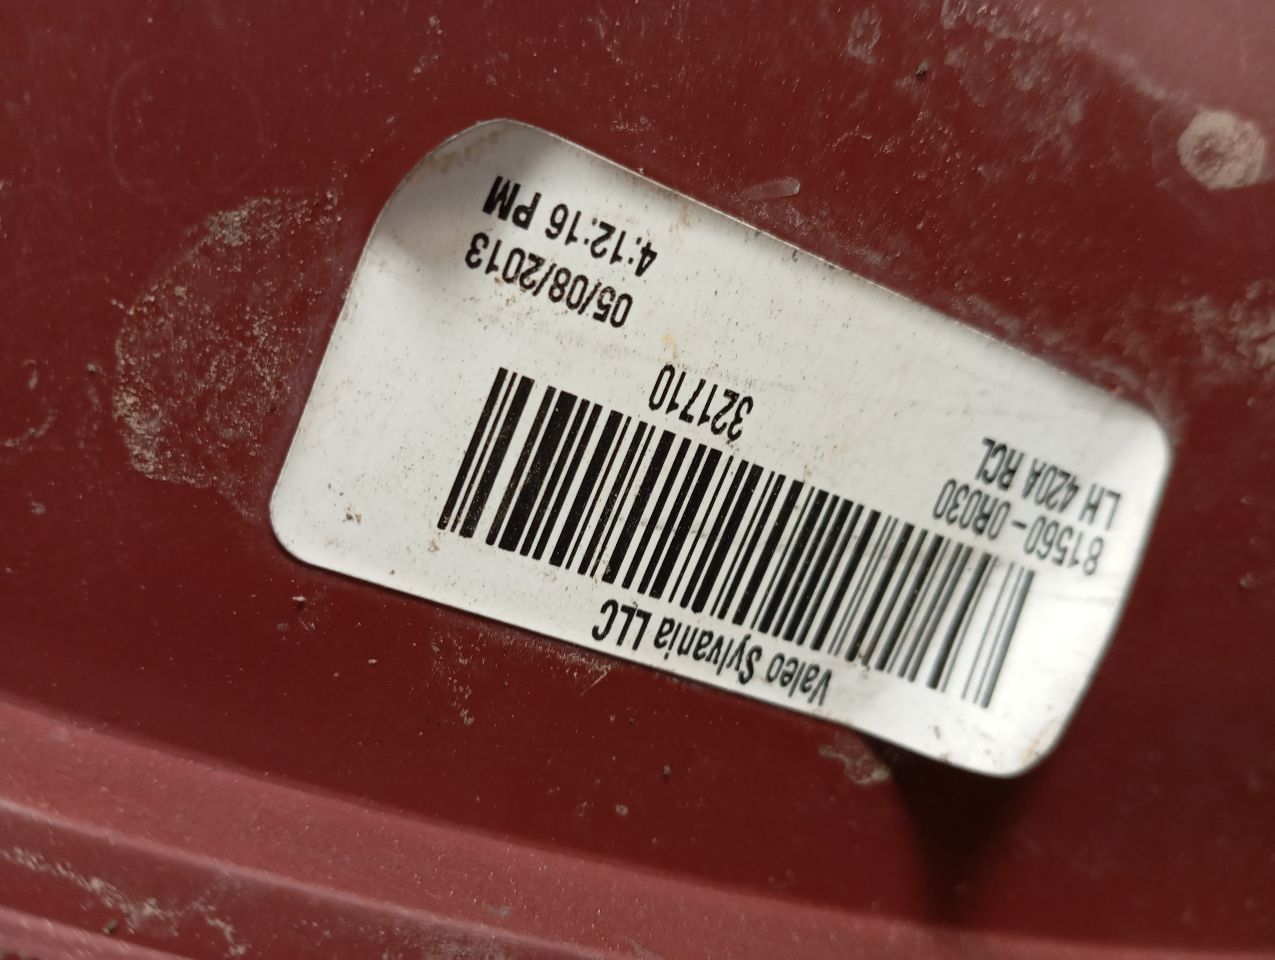 Valeo Sylvania LLC
81560-0R030
LH 420A RCL
321710
05/08/2013
4:12:16 PM